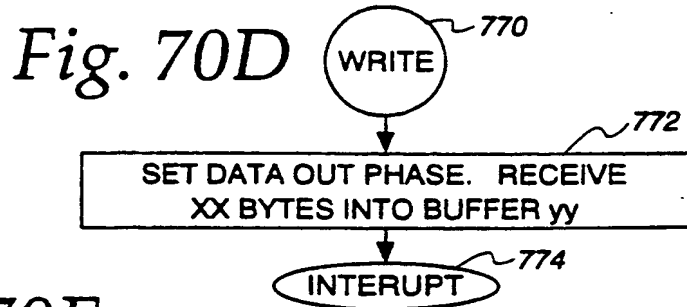 Fig. 70D
WRITE
770
772
SET DATA OUT PHASE. RECEIVE
XX BYTES INTO BUFFER yy
INTERUPT
774